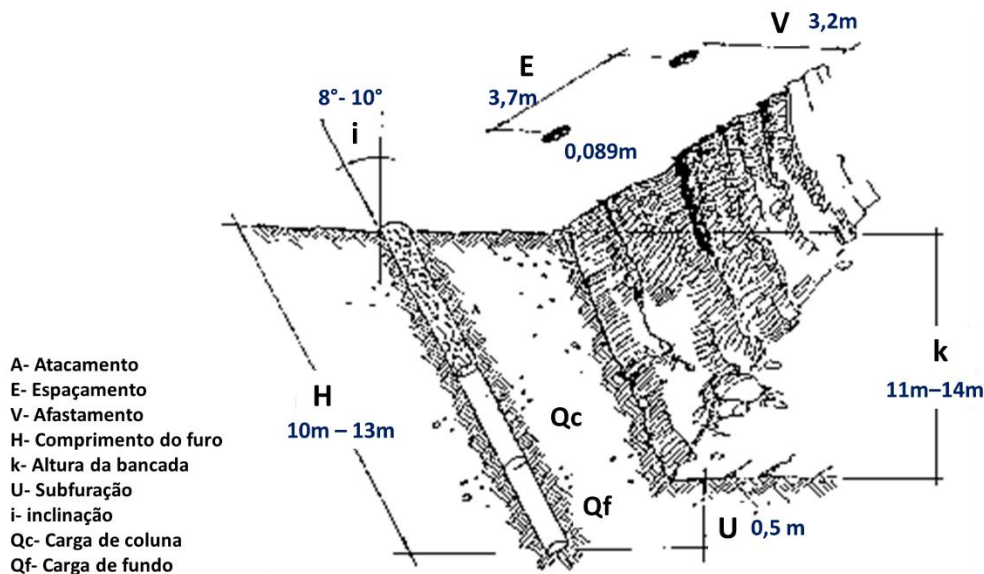 V 3,2m
E
3,7m
8°- 10°
i
0,089m
H
10m – 13m
k
11m–14m
Qc
Qf
U 0,5 m
A- Atacamento
E- Espaçamento
V- Afastamento
H- Comprimento do furo
k- Altura da bancada
U- Subfuração
i- inclinação
Qc- Carga de coluna
Qf- Carga de fundo